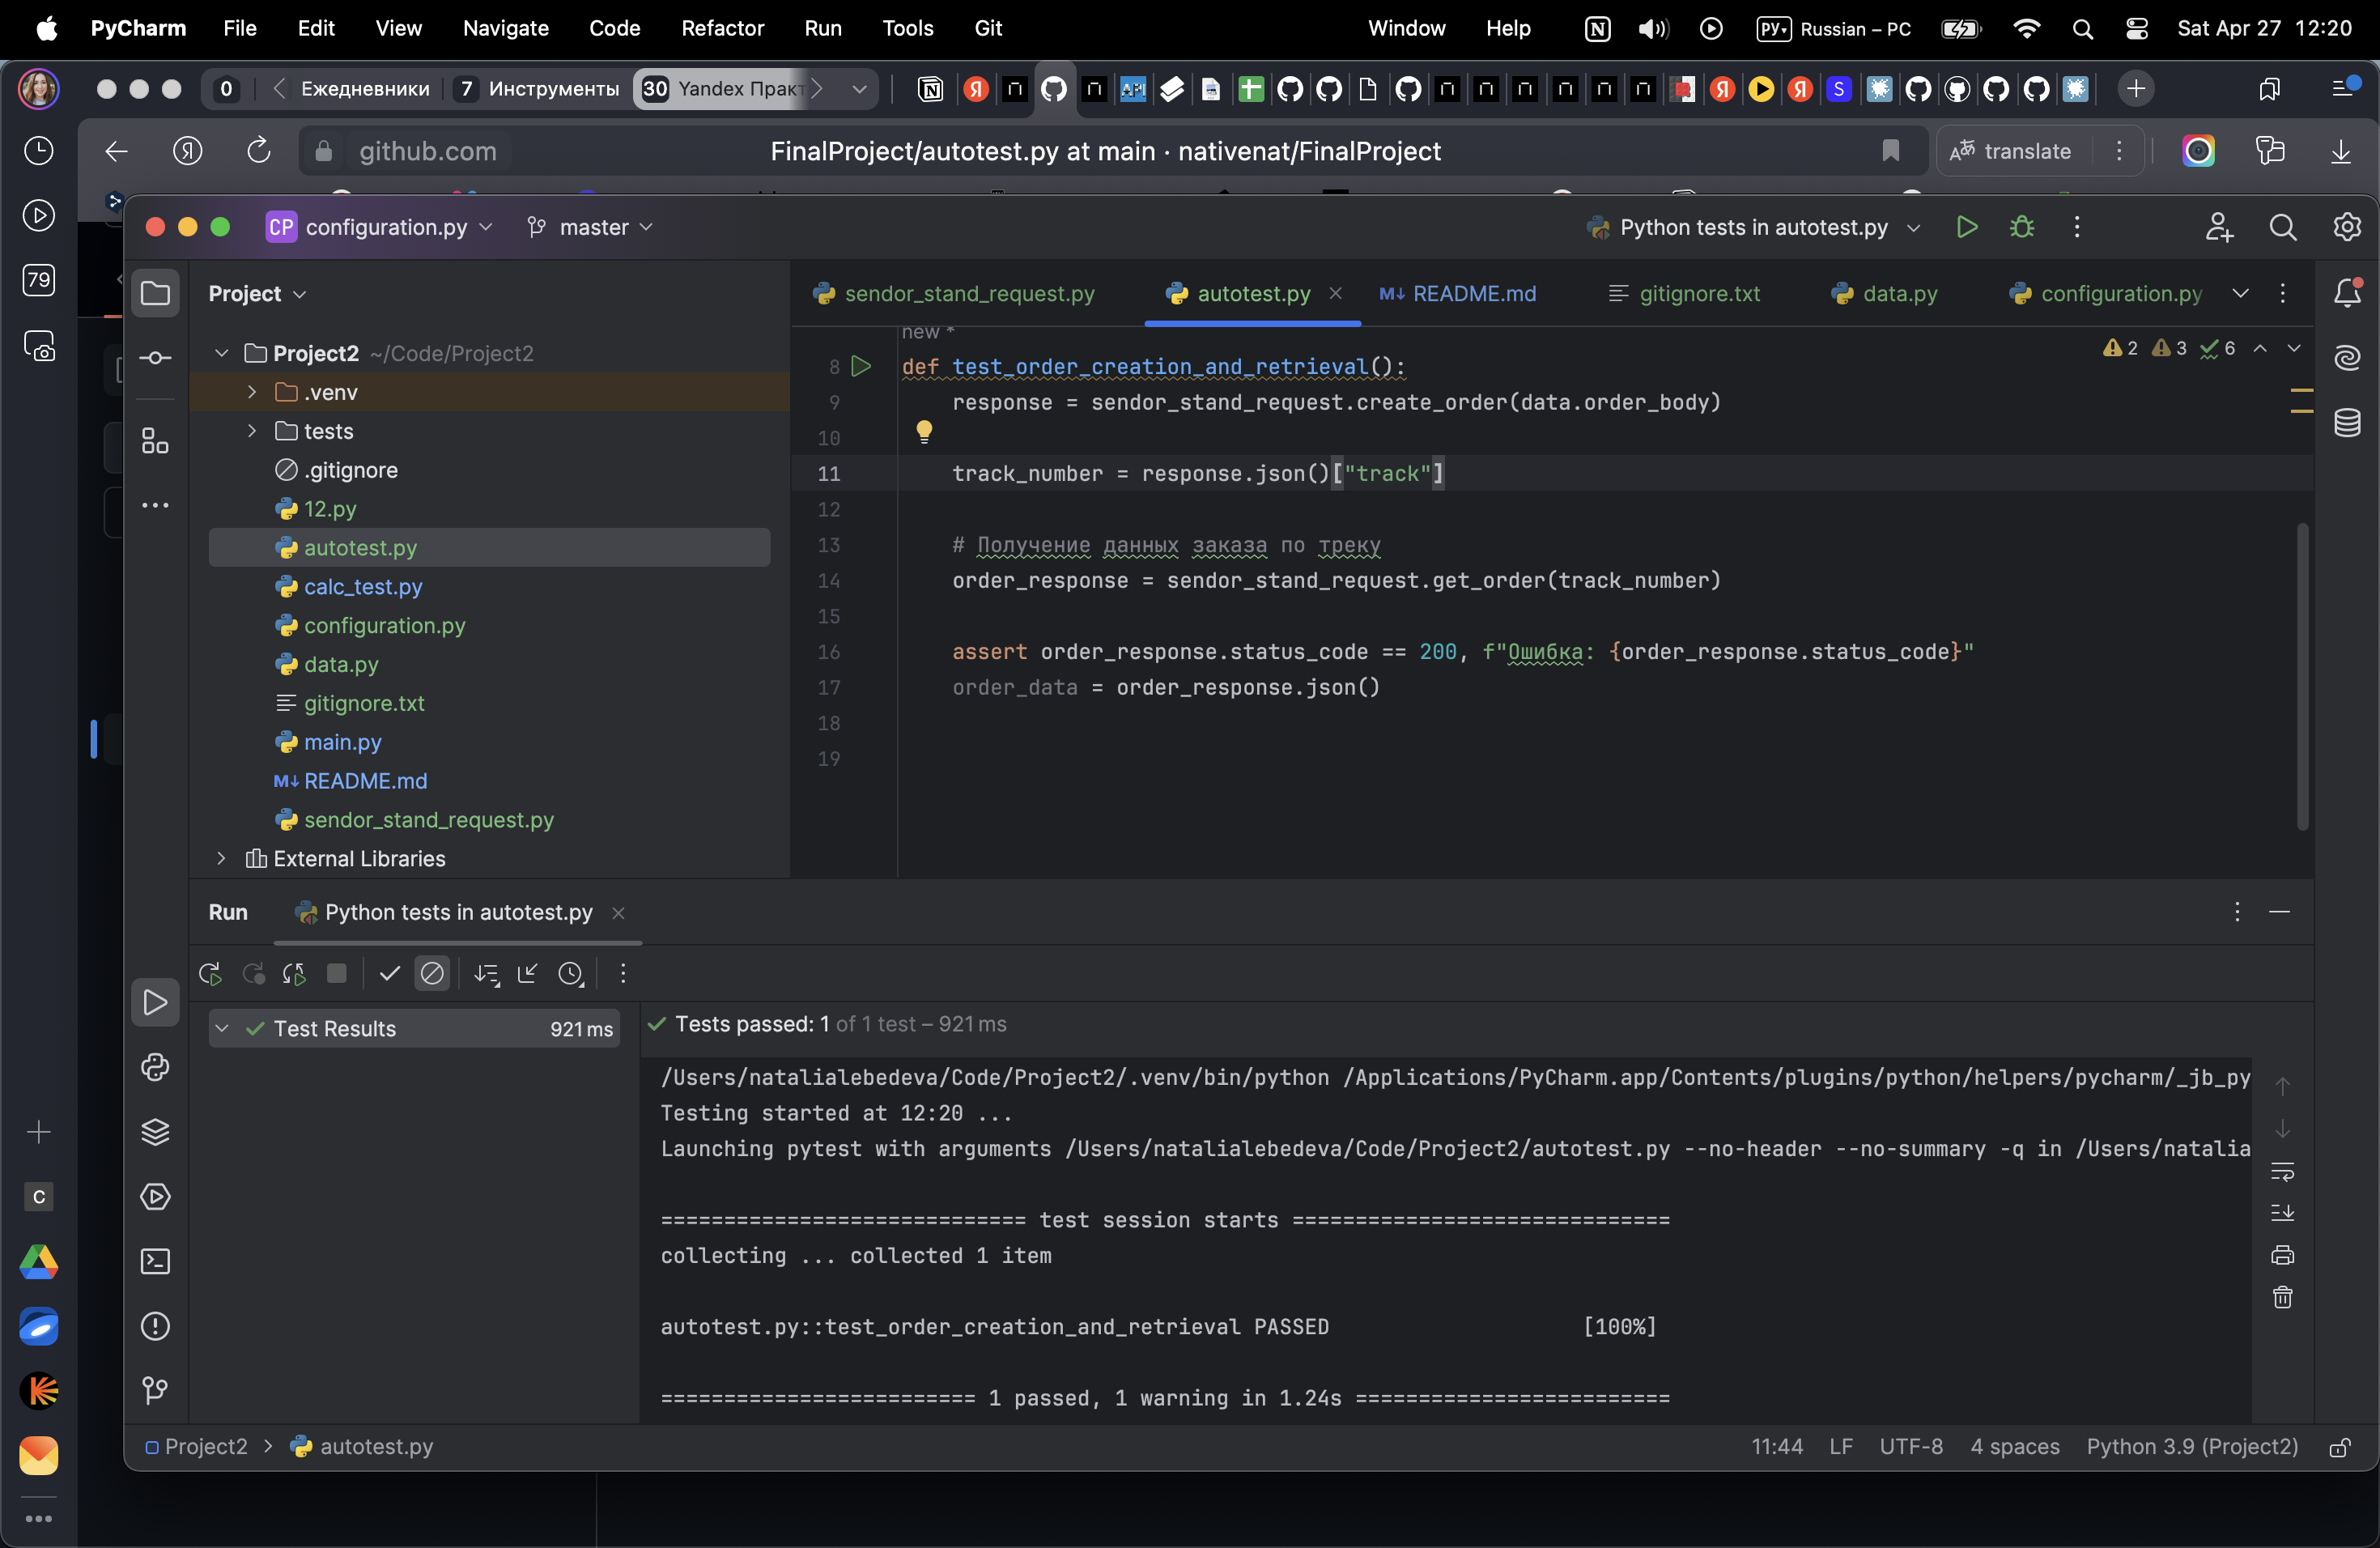 PyCharm File Edit View Navigate Code Refactor Run Tools Git Window Help РУ Russian – PC Sat Apr 27 12:20
0 Ежедневники 7 Инструменты 30 Yandex Практ
github.com FinalProject/autotest.py at main · nativenat/FinalProject translate
79
CP configuration.py master Python tests in autotest.py
Project
sendor_stand_request.py autotest.py README.md gitignore.txt data.py configuration.py
Project2 ~/Code/Project2
.venv
tests
.gitignore
12.py
autotest.py
calc_test.py
configuration.py
data.py
gitignore.txt
main.py
README.md
sendor_stand_request.py
External Libraries
new *
2 3 6
8 def test_order_creation_and_retrieval():
9 response = sendor_stand_request.create_order(data.order_body)
10
11 track_number = response.json()["track"]
12
13 # Получение данных заказа по треку
14 order_response = sendor_stand_request.get_order(track_number)
15
16 assert order_response.status_code == 200, f"Ошибка: {order_response.status_code}"
17 order_data = order_response.json()
18
19
Run Python tests in autotest.py
Test Results 921 ms
Tests passed: 1 of 1 test – 921 ms
/Users/natalialebedeva/Code/Project2/.venv/bin/python /Applications/PyCharm.app/Contents/plugins/python/helpers/pycharm/_jb_py
Testing started at 12:20 ...
Launching pytest with arguments /Users/natalialebedeva/Code/Project2/autotest.py --no-header --no-summary -q in /Users/natalia
============================= test session starts ==============================
collecting ... collected 1 item
autotest.py::test_order_creation_and_retrieval PASSED [100%]
========================= 1 passed, 1 warning in 1.24s =========================
C
Project2 > autotest.py 11:44 LF UTF-8 4 spaces Python 3.9 (Project2)